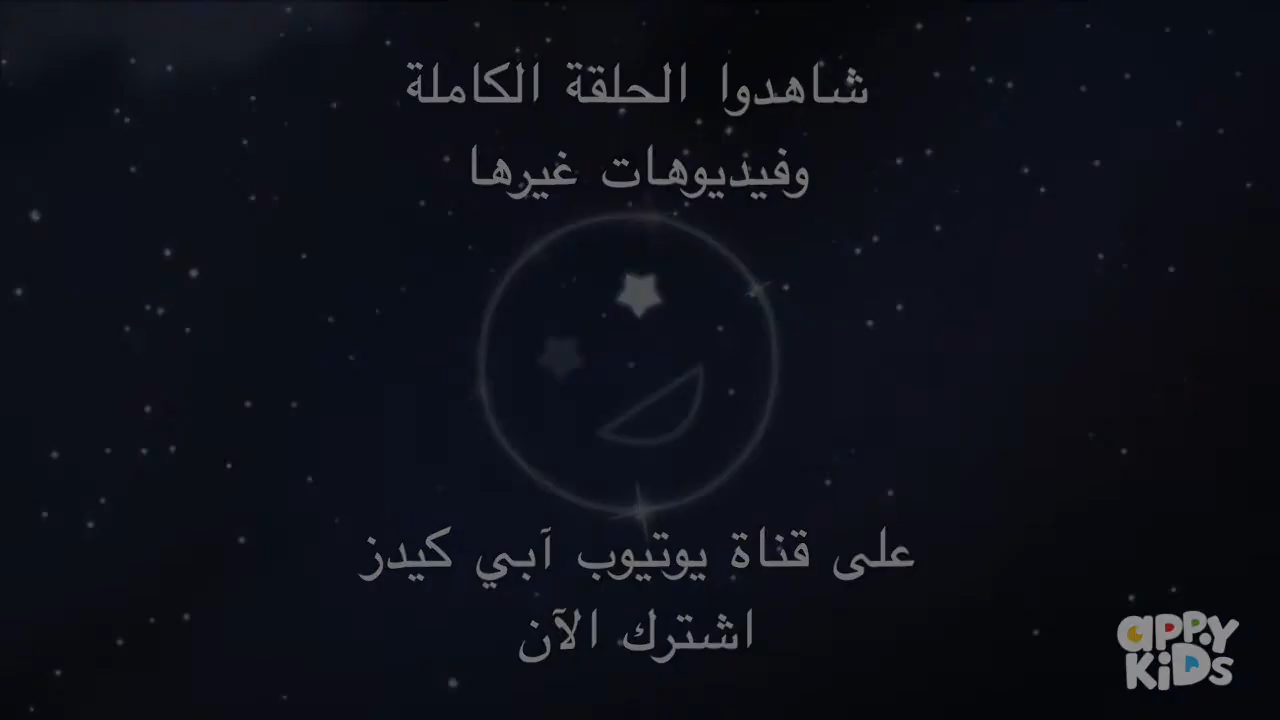 شاهدوا الحلقة الكاملة
وفيديوهات غيرها
على قناة يوتيوب آبي كيدز
اشترك الآن
appy
KiDS